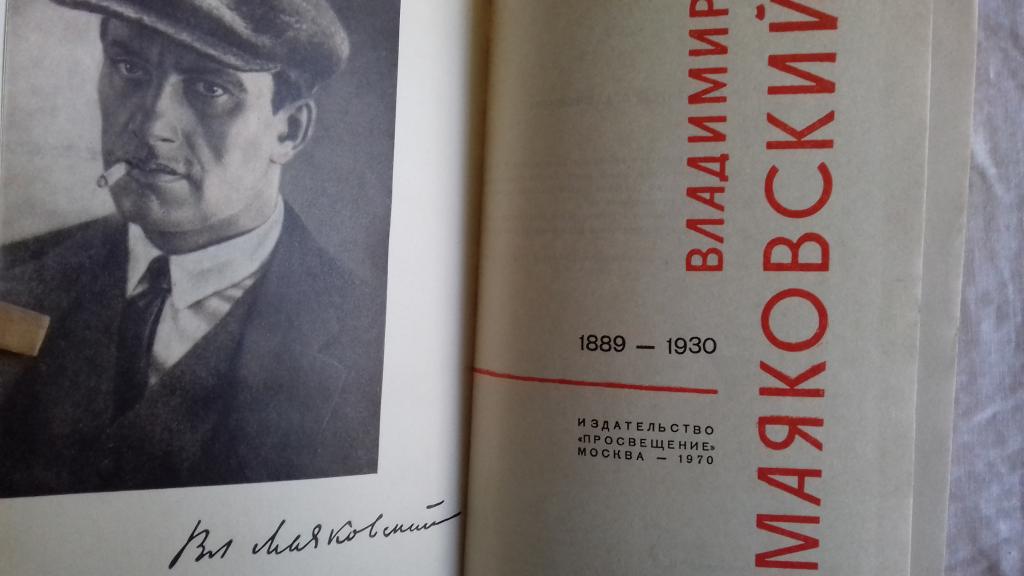 Вл Маяковский
ВЛАДИМИР
МАЯКОВСКИЙ
1889 — 1930
ИЗДАТЕЛЬСТВО
«ПРОСВЕЩЕНИЕ»
МОСКВА — 1970